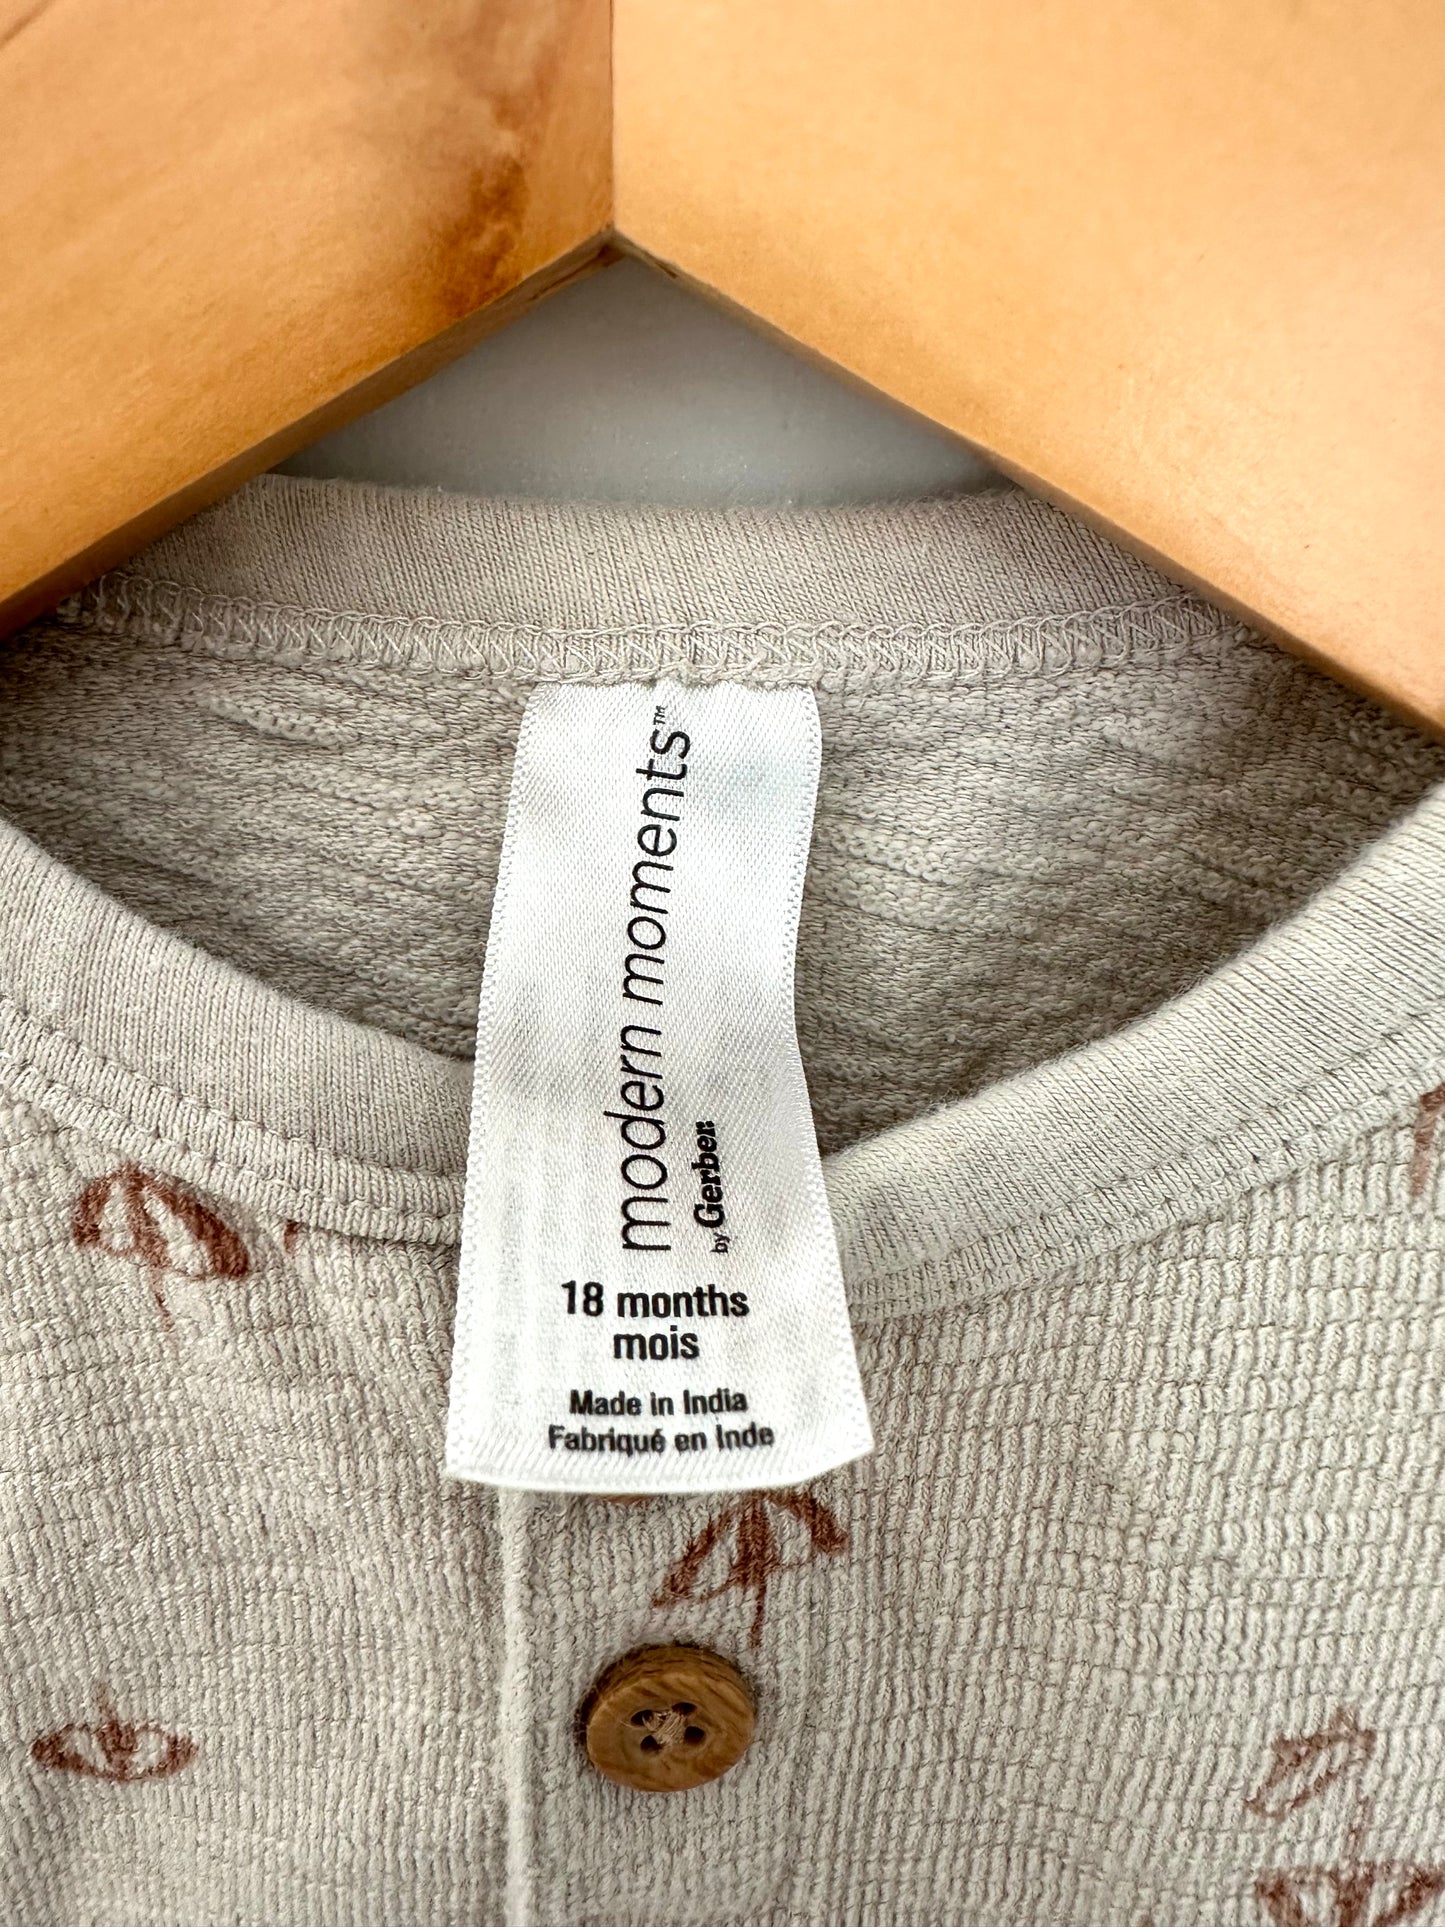 modern moments™
by Gerber.
18 months
mois
Made in India
Fabriqué en Inde